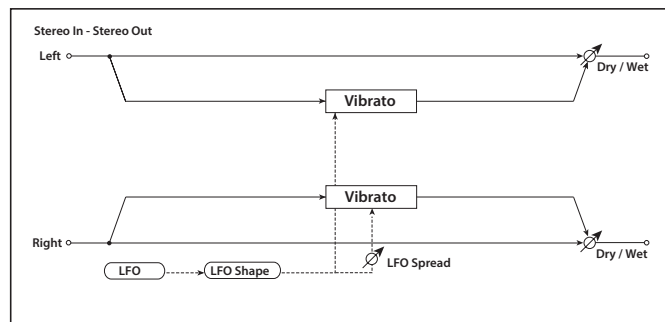 Stereo In - Stereo Out
Left
Dry / Wet
Vibrato
Vibrato
Right
Dry / Wet
LFO
LFO Shape
LFO Spread